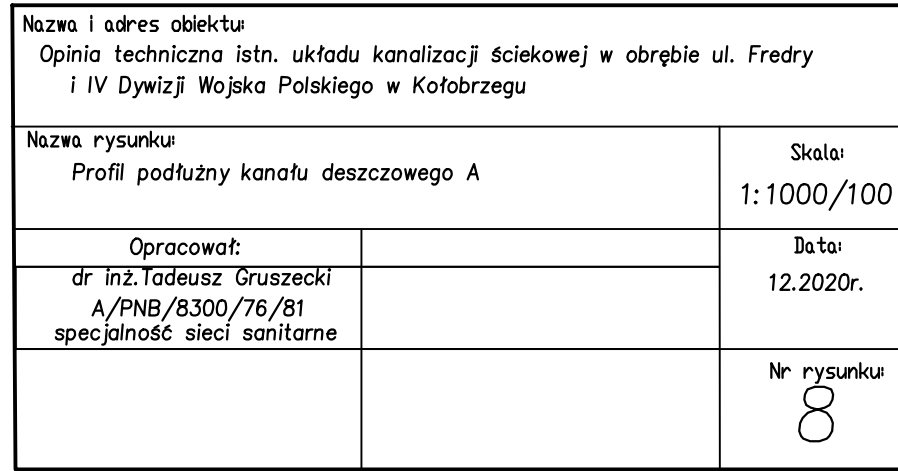 Nazwa i adres obiektu:
Opinia techniczna istn. układu kanalizacji ściekowej w obrębie ul. Fredry
i IV Dywizji Wojska Polskiego w Kołobrzegu
Nazwa rysunku:
Profil podłużny kanału deszczowego A
Skala:
1:1000/100
Opracował:
dr inż.Tadeusz Gruszecki
A/PNB/8300/76/81
specjalność sieci sanitarne
Data:
12.2020r.
Nr rysunku:
8